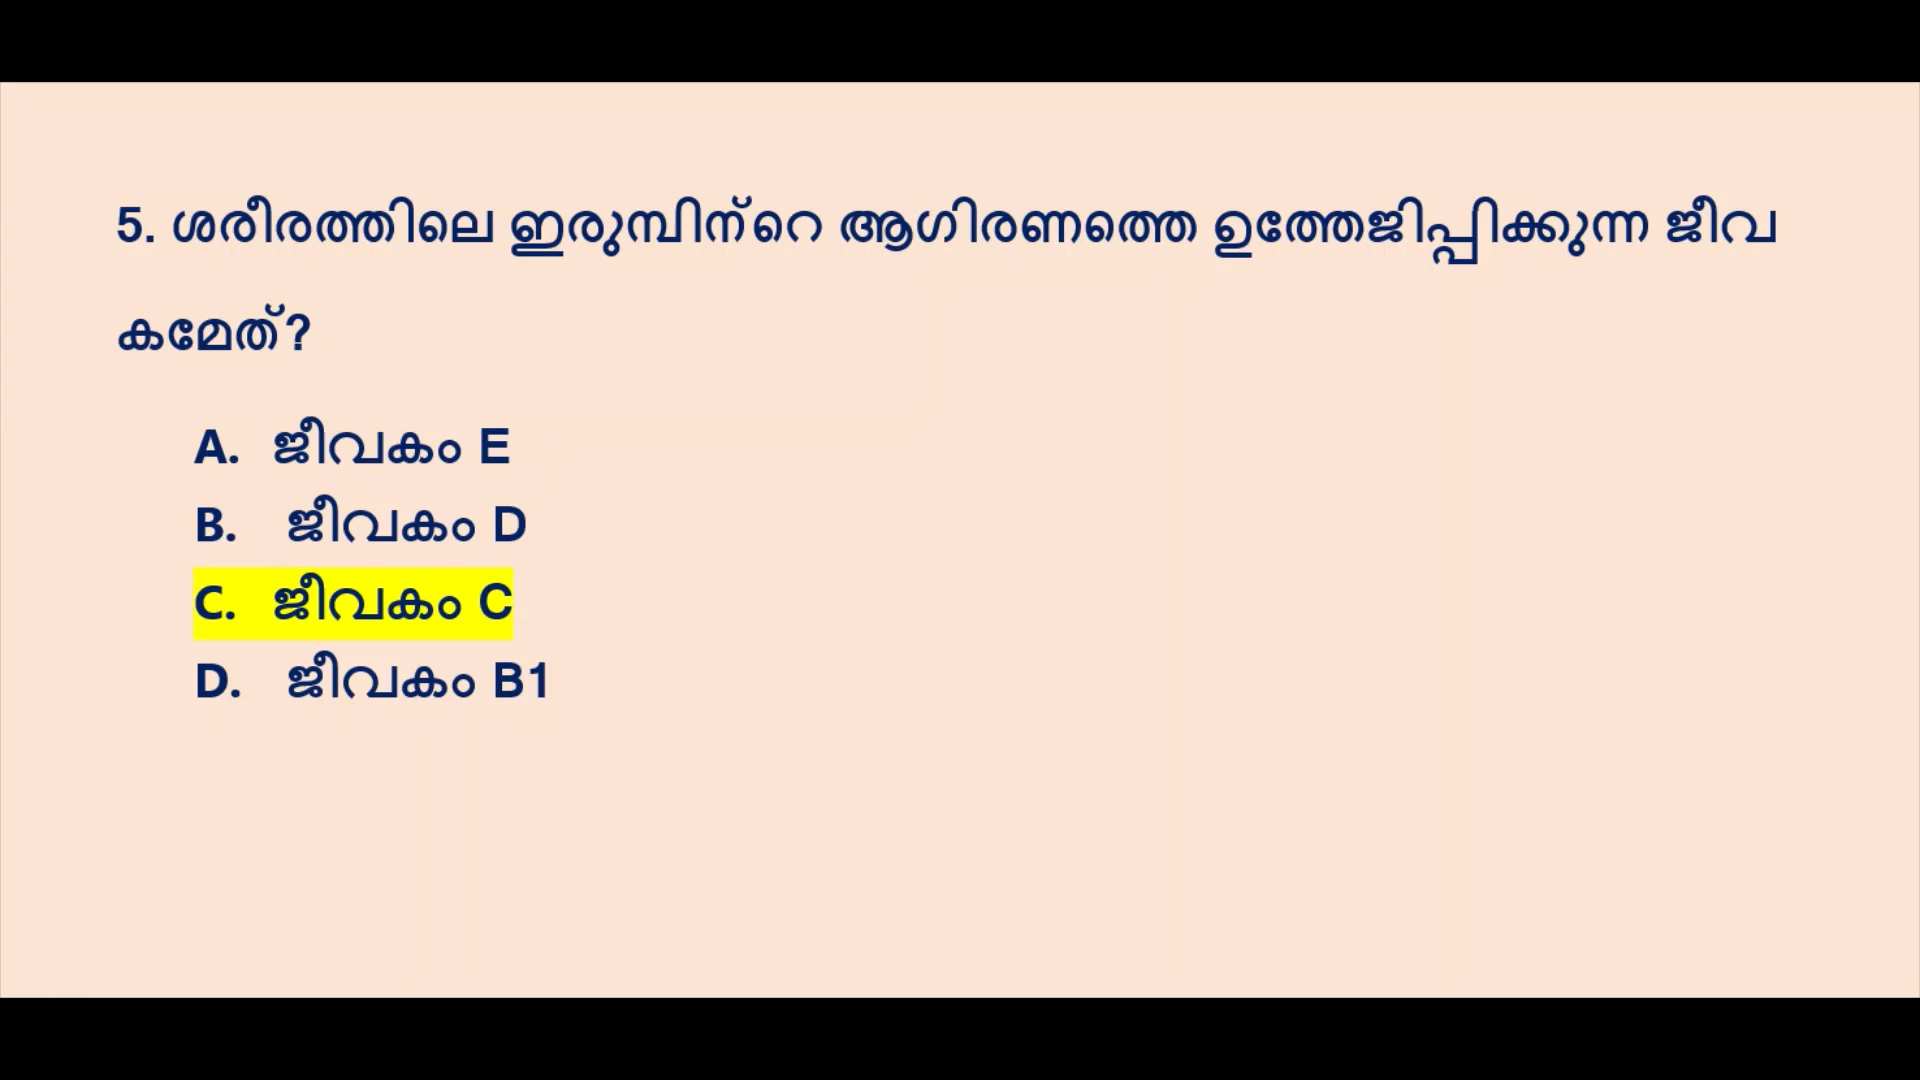 5. ശരീരത്തിലെ ഇരുമ്പിന്റെ ആഗിരണത്തെ ഉത്തേജിപ്പിക്കുന്ന ജീവ
കമേത്?
A. ജീവകം E
B. ജീവകം D
C. ജീവകം C
D. ജീവകം B1